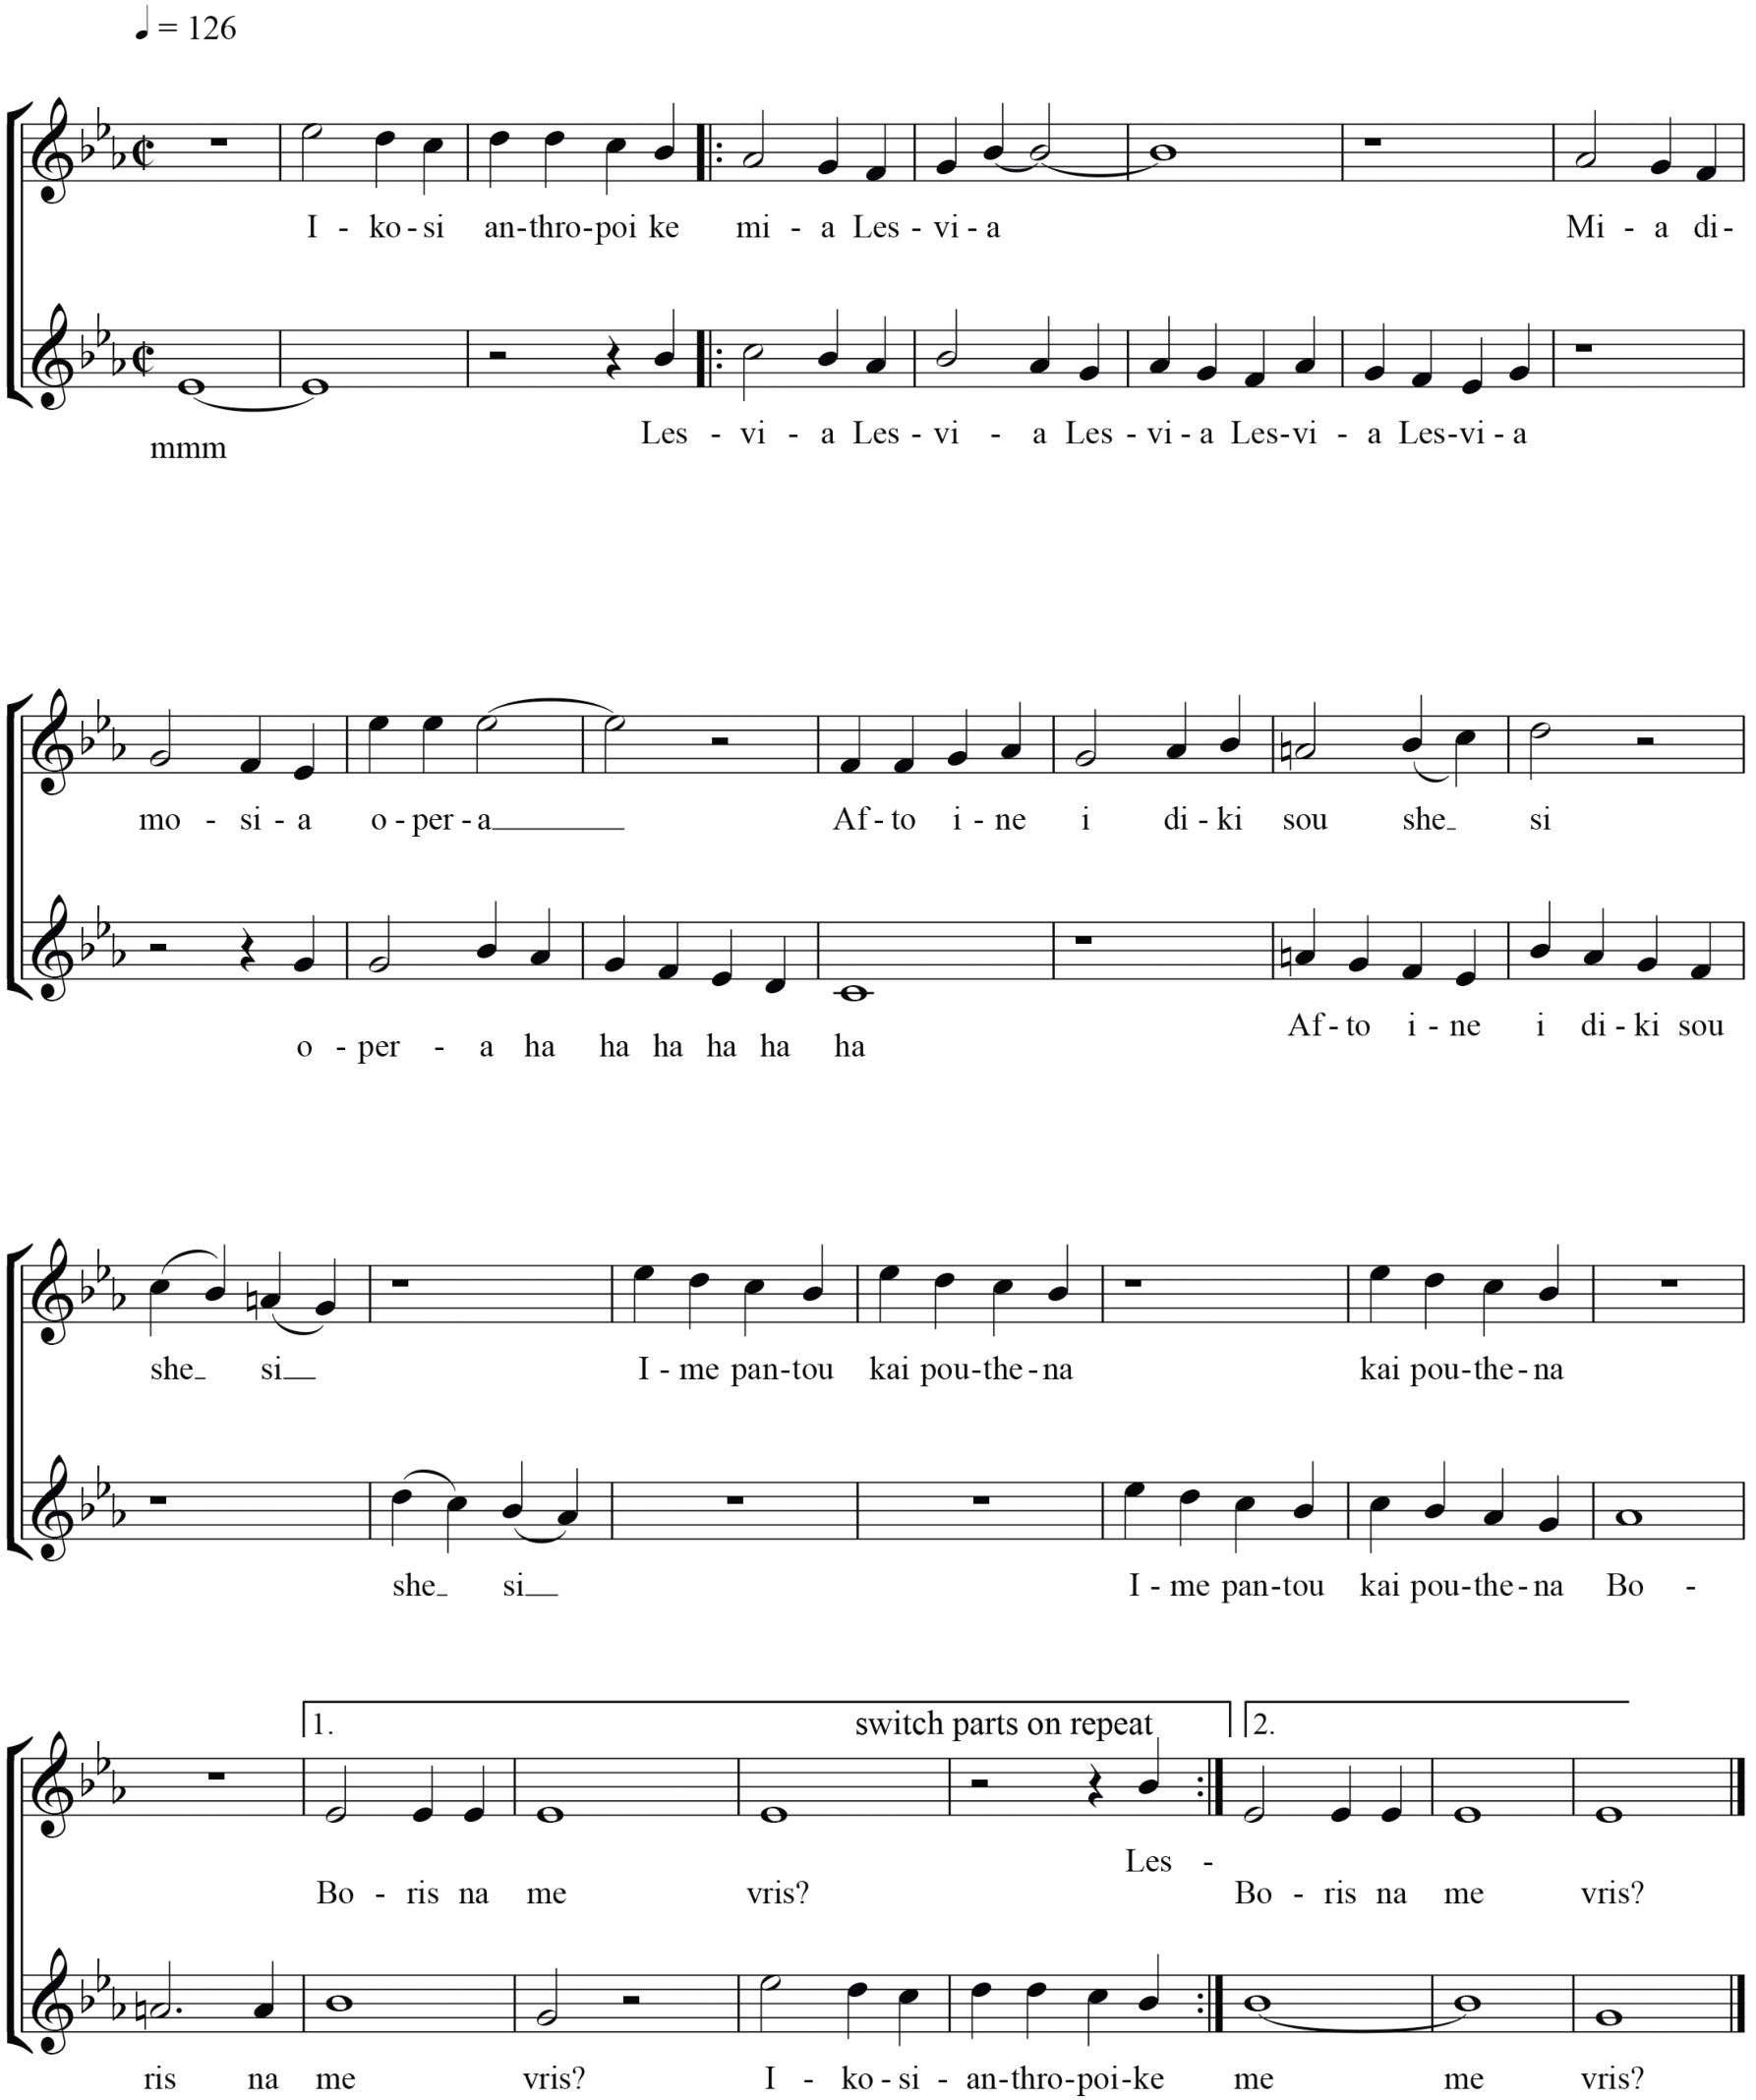 = 126
I - ko - si an - thro - poi ke mi - a Les - vi - a Mi - a di -
mmm Les - vi - a Les - vi - a Les - vi - a Les - vi - a Les - vi - a
mo - si - a o - per - a Af - to i - ne i di - ki sou she si
o - per - a ha ha ha ha ha ha Af - to i - ne i di - ki sou
she si I - me pan - tou kai pou - the - na kai pou - the - na
she si I - me pan - tou kai pou - the - na Bo -
1. switch parts on repeat 2.
Les -
Bo - ris na me vris? Bo - ris na me vris?
ris na me vris? I - ko - si - an - thro - poi - ke me me vris?